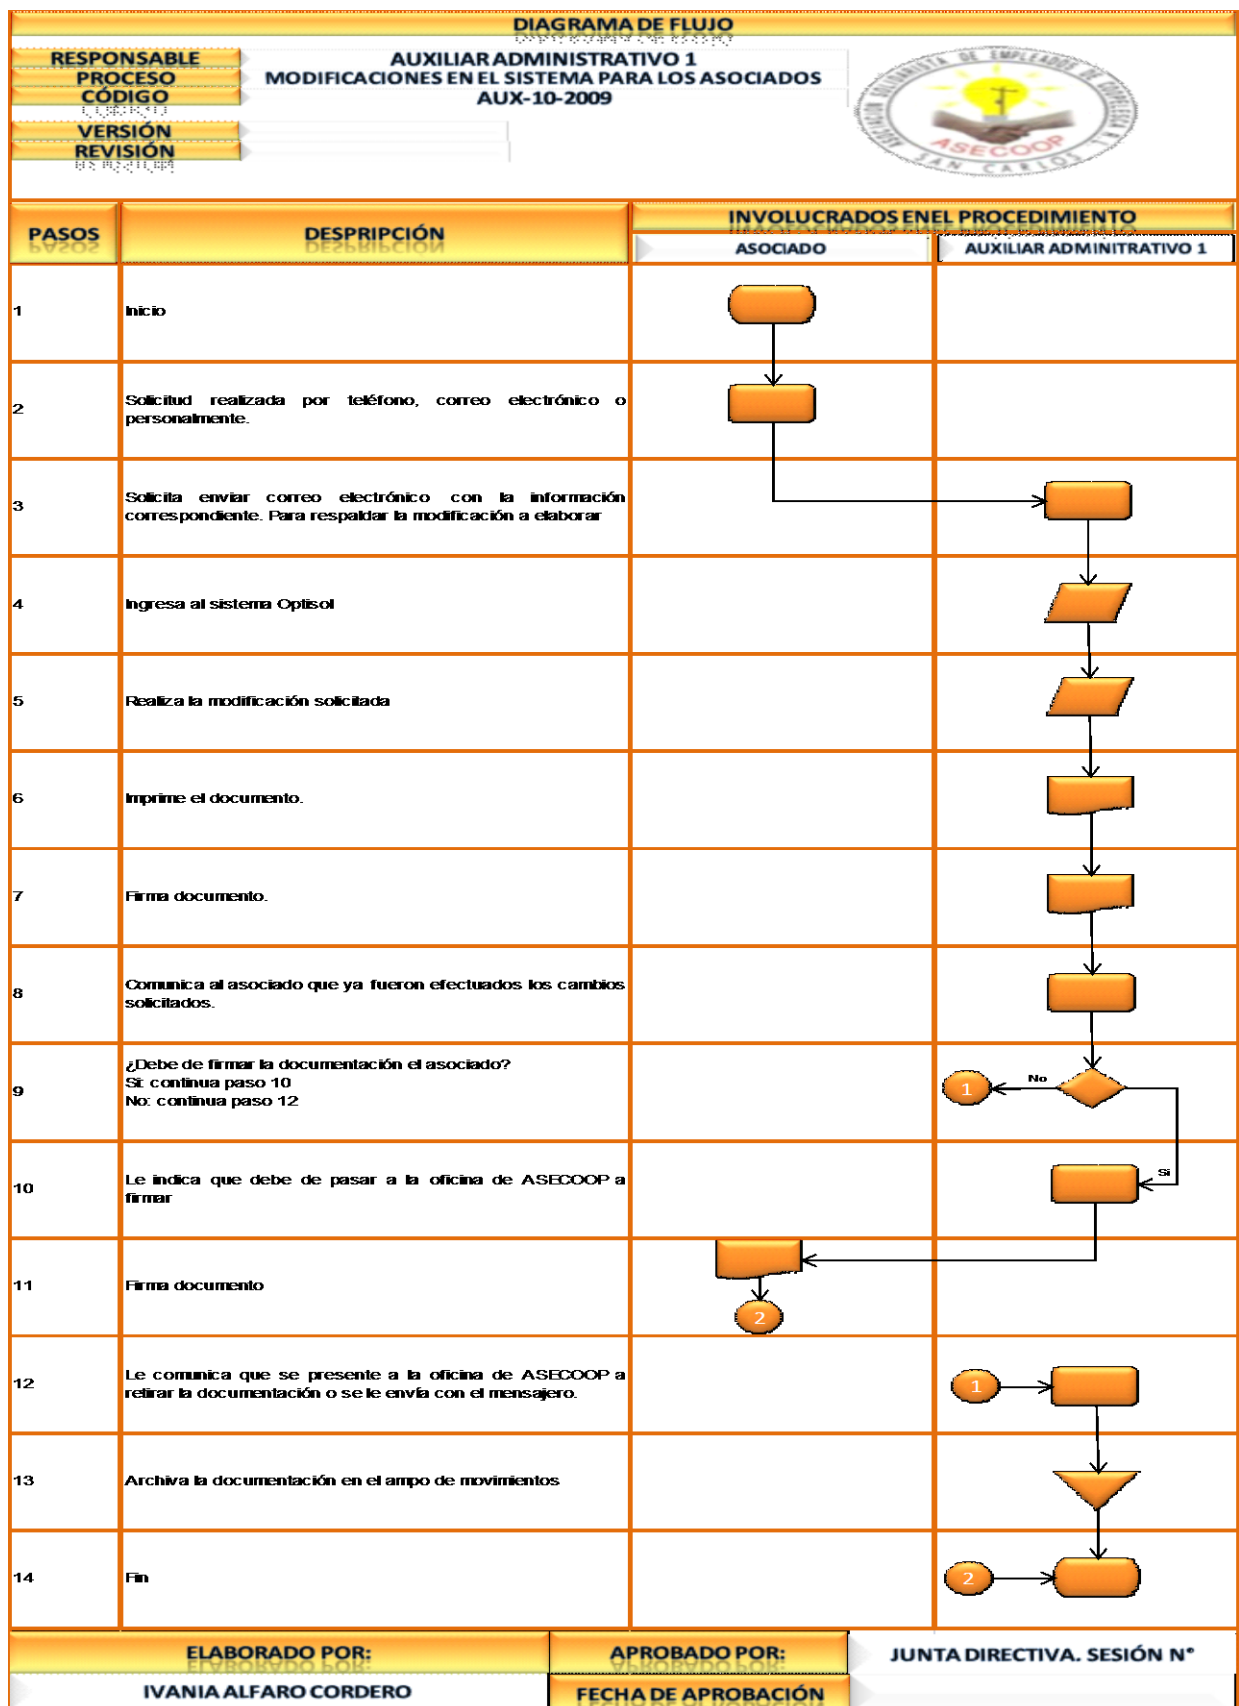 DIAGRAMA DE FLUJO
RESPONSABLE
AUXILIAR ADMINISTRATIVO 1
PROCESO
MODIFICACIONES EN EL SISTEMA PARA LOS ASOCIADOS
CÓDIGO
AUX-10-2009
VERSIÓN
REVISIÓN
ASOCIACIÓN SOLIDARISTA DE EMPLEADOS DE COOPELESCA R.L.
ASECOOP
SAN CARLOS
PASOS
DESPRIPCIÓN
INVOLUCRADOS ENEL PROCEDIMIENTO
ASOCIADO
AUXILIAR ADMINITRATIVO 1
1
Inicio
2
Solicitud realizada por teléfono, correo electrónico o
personalmente.
3
Solicita enviar correo electrónico con la información
correspondiente. Para respaldar la modificación a elaborar
4
Ingresa al sistema Optisol
5
Realiza la modificación solicitada
6
Imprime el documento.
7
Firma documento.
8
Comunica al asociado que ya fueron efectuados los cambios
solicitados.
9
¿Debe de firmar la documentación el asociado?
Si: continua paso 10
No: continua paso 12
1
No
10
Le indica que debe de pasar a la oficina de ASECOOP a
firmar
Si
11
Firma documento
2
12
Le comunica que se presente a la oficina de ASECOOP a
retirar la documentación o se le envía con el mensajero.
1
13
Archiva la documentación en el ampo de movimientos
14
Fin
2
ELABORADO POR:
APROBADO POR:
JUNTA DIRECTIVA. SESIÓN N°
IVANIA ALFARO CORDERO
FECHA DE APROBACIÓN